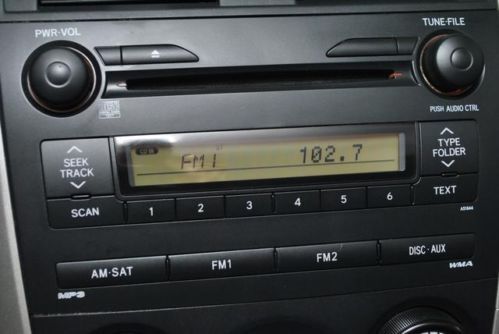 PWR·VOL
TUNE·FILE
PUSH AUDIO CTRL
SEEK
TRACK
FM1
102.7
TYPE
FOLDER
SCAN
1
2
3
4
5
6
TEXT
A51844
AM·SAT
FM1
FM2
DISC·AUX
MP3
WMA